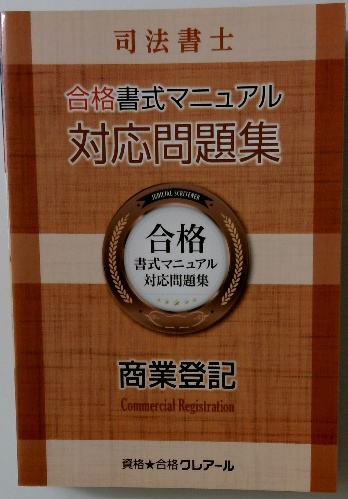 司法書士
合格書式マニュアル
対応問題集
JUDICIAL SCRIVENER
合格
書式マニュアル
対応問題集
商業登記
Commercial Registration
資格★合格クレアール